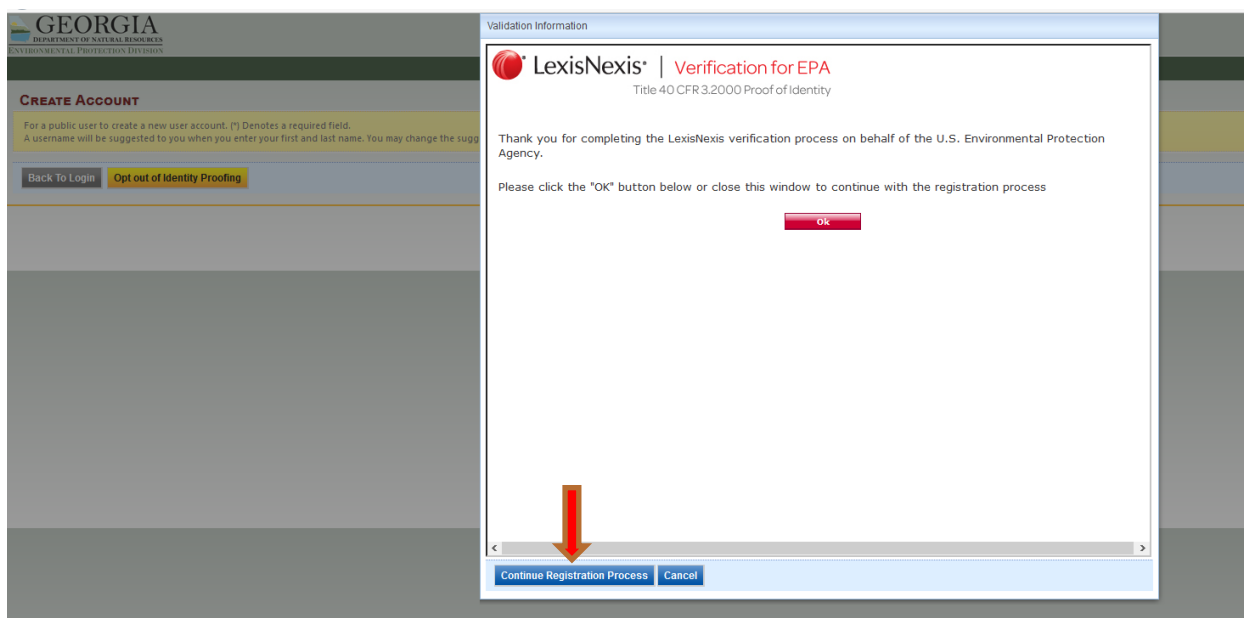 GEORGIA
DEPARTMENT OF NATURAL RESOURCES
ENVIRONMENTAL PROTECTION DIVISION
CREATE ACCOUNT
For a public user to create a new user account. (*) Denotes a required field.
A username will be suggested to you when you enter your first and last name. You may change the sugg
Back To Login
Opt out of Identity Proofing
Validation Information
LexisNexis® | Verification for EPA
Title 40 CFR 3.2000 Proof of Identity
Thank you for completing the LexisNexis verification process on behalf of the U.S. Environmental Protection
Agency.
Please click the "OK" button below or close this window to continue with the registration process
Ok
Continue Registration Process
Cancel